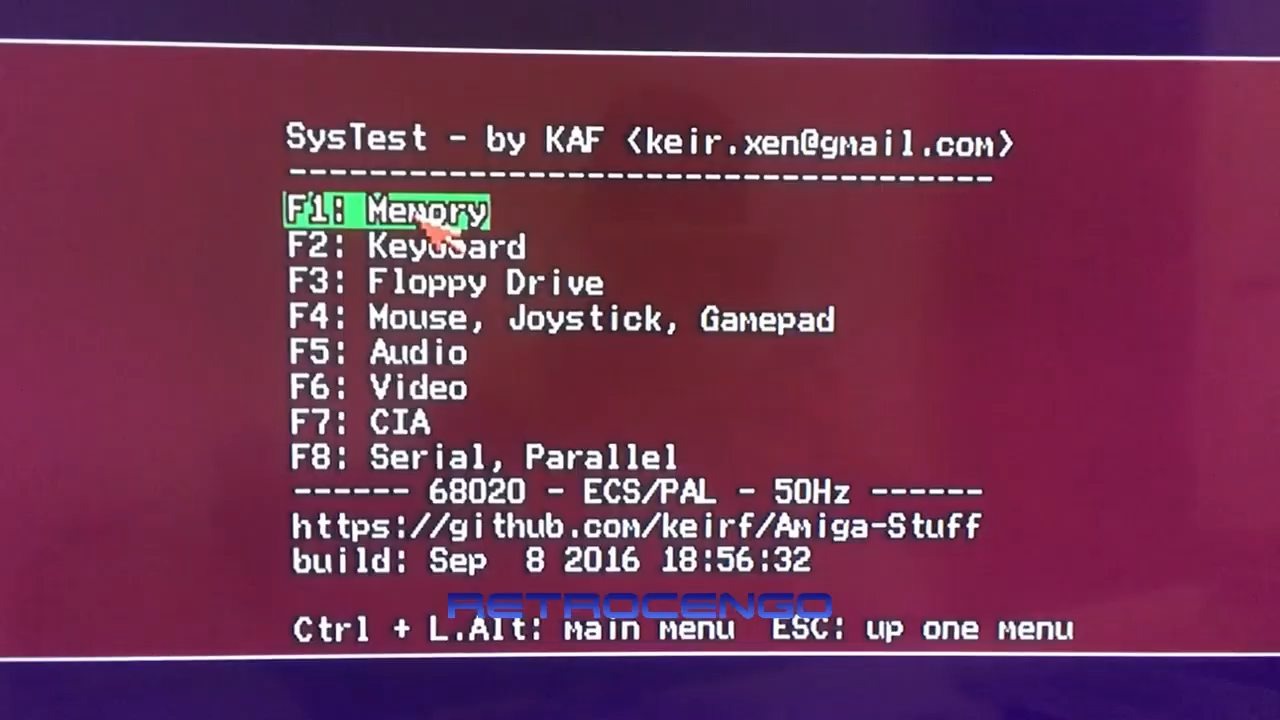 SysTest - by KAF <keir.xen@gmail.com>
------------------------------------
F1: Memory
F2: Keyboard
F3: Floppy Drive
F4: Mouse, Joystick, Gamepad
F5: Audio
F6: Video
F7: CIA
F8: Serial, Parallel
------ 68020 - ECS/PAL - 50Hz ------
https://github.com/keirf/Amiga-Stuff
build: Sep  8 2016 18:56:32
RETROCENGO
Ctrl + L.Alt: main menu  ESC: up one menu